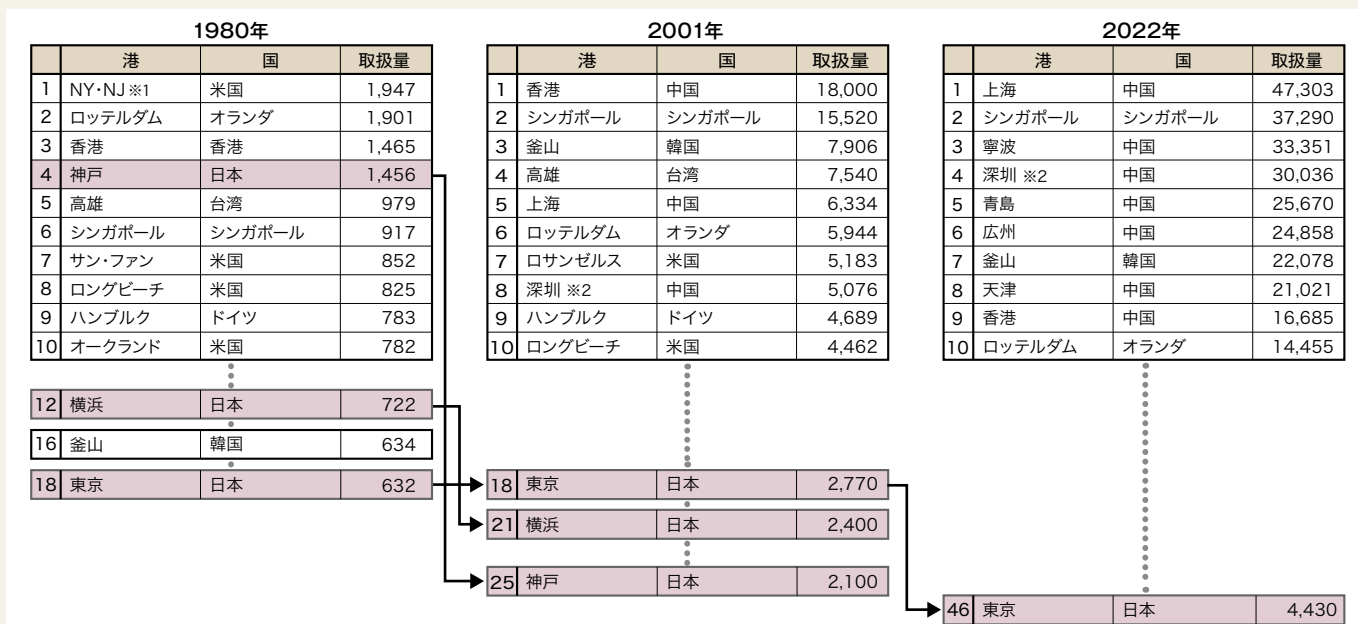 1980年
港 国 取扱量
1 NY・NJ※1 米国 1,947
2 ロッテルダム オランダ 1,901
3 香港 香港 1,465
4 神戸 日本 1,456
5 高雄 台湾 979
6 シンガポール シンガポール 917
7 サン・ファン 米国 852
8 ロングビーチ 米国 825
9 ハンブルク ドイツ 783
10 オークランド 米国 782
12 横浜 日本 722
16 釜山 韓国 634
18 東京 日本 632
2001年
港 国 取扱量
1 香港 中国 18,000
2 シンガポール シンガポール 15,520
3 釜山 韓国 7,906
4 高雄 台湾 7,540
5 上海 中国 6,334
6 ロッテルダム オランダ 5,944
7 ロサンゼルス 米国 5,183
8 深圳 ※2 中国 5,076
9 ハンブルク ドイツ 4,689
10 ロングビーチ 米国 4,462
18 東京 日本 2,770
21 横浜 日本 2,400
25 神戸 日本 2,100
2022年
港 国 取扱量
1 上海 中国 47,303
2 シンガポール シンガポール 37,290
3 寧波 中国 33,351
4 深圳 ※2 中国 30,036
5 青島 中国 25,670
6 広州 中国 24,858
7 釜山 韓国 22,078
8 天津 中国 21,021
9 香港 中国 16,685
10 ロッテルダム オランダ 14,455
46 東京 日本 4,430